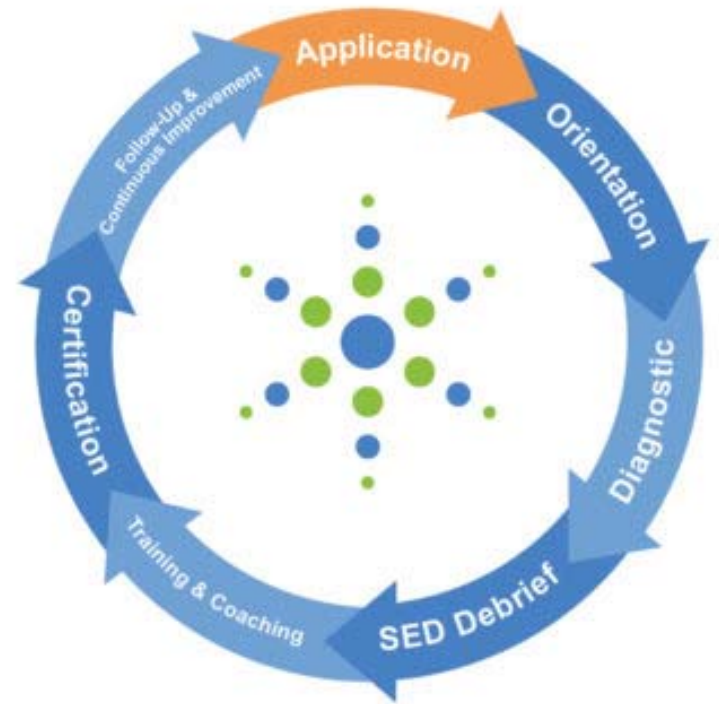 Application
Orientation
Diagnostic
SED Debrief
Training & Coaching
Certification
Follow-Up &
Continuous Improvement